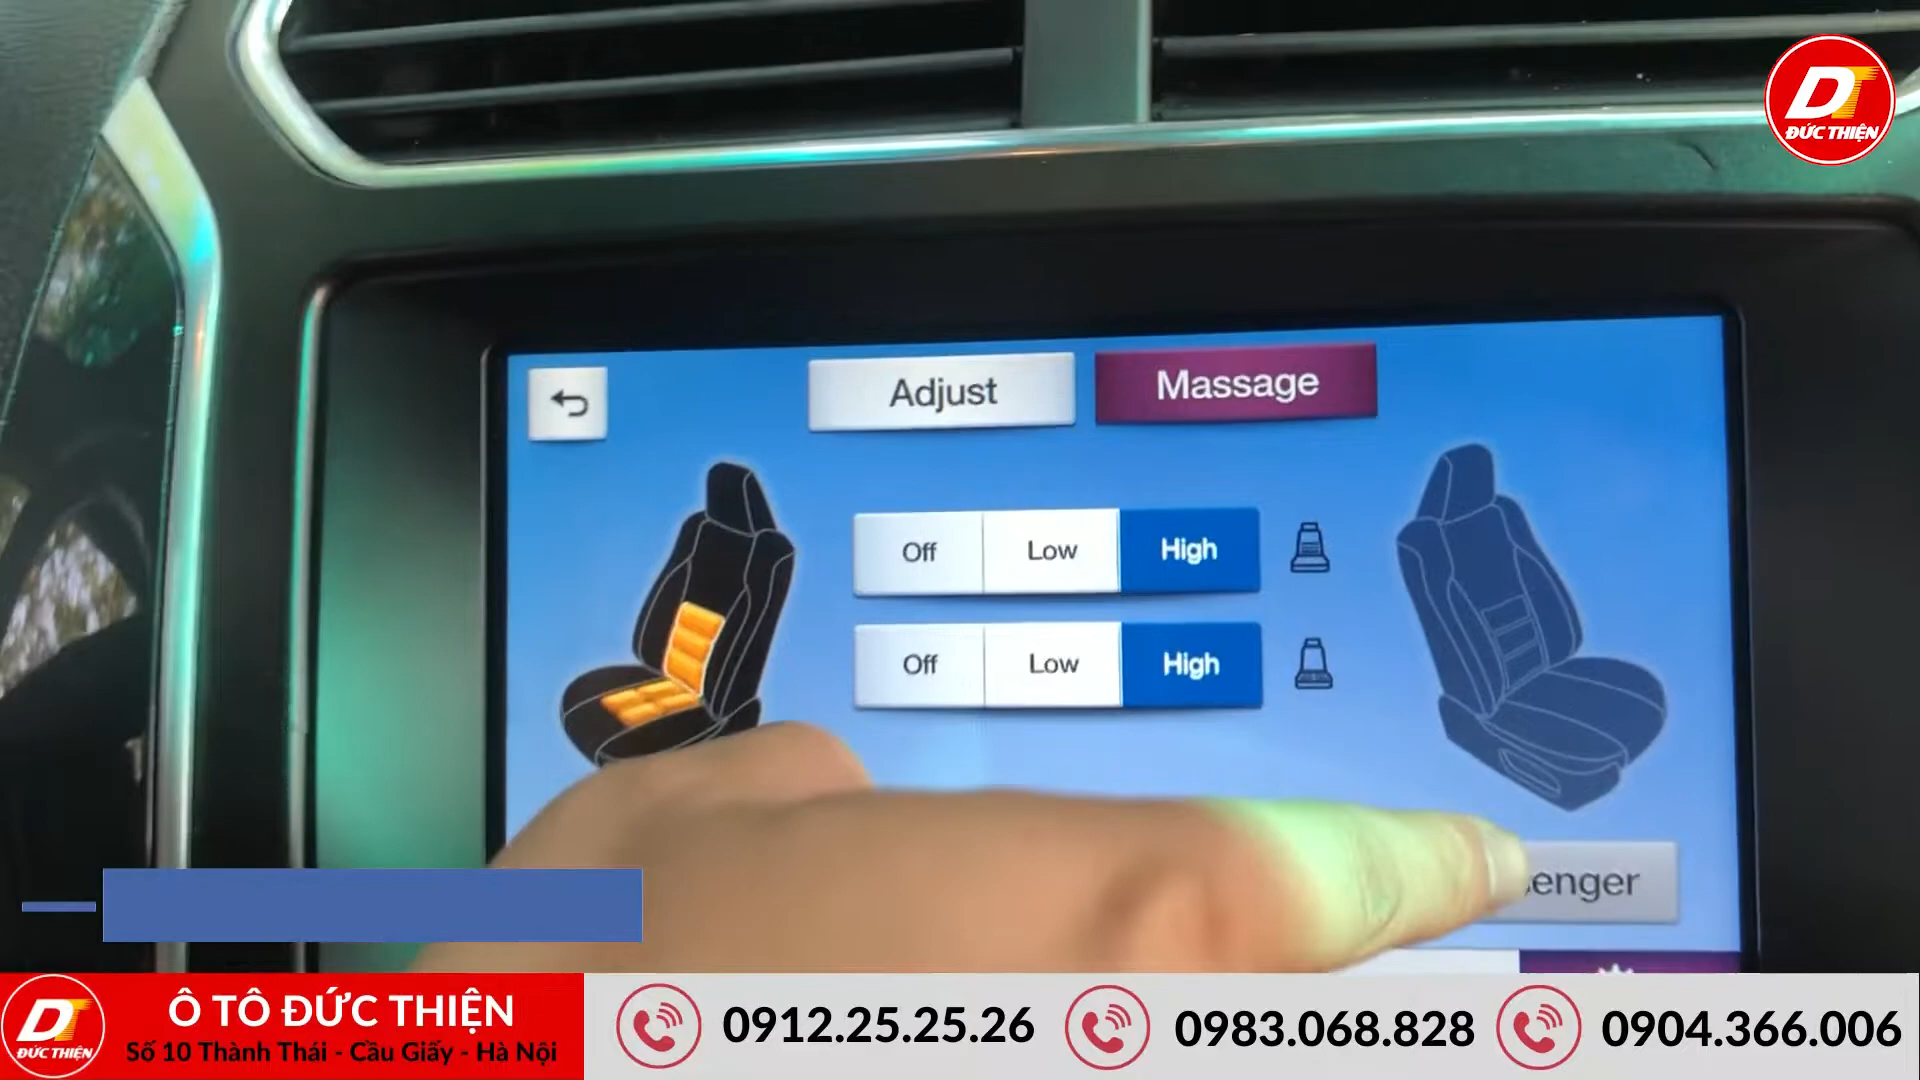 ĐỨC THIỆN
Adjust
Massage
Off
Low
High
Off
Low
High
enger
Ô TÔ ĐỨC THIỆN
Số 10 Thành Thái - Cầu Giấy - Hà Nội
ĐỨC THIỆN
0912.25.25.26
0983.068.828
0904.366.006